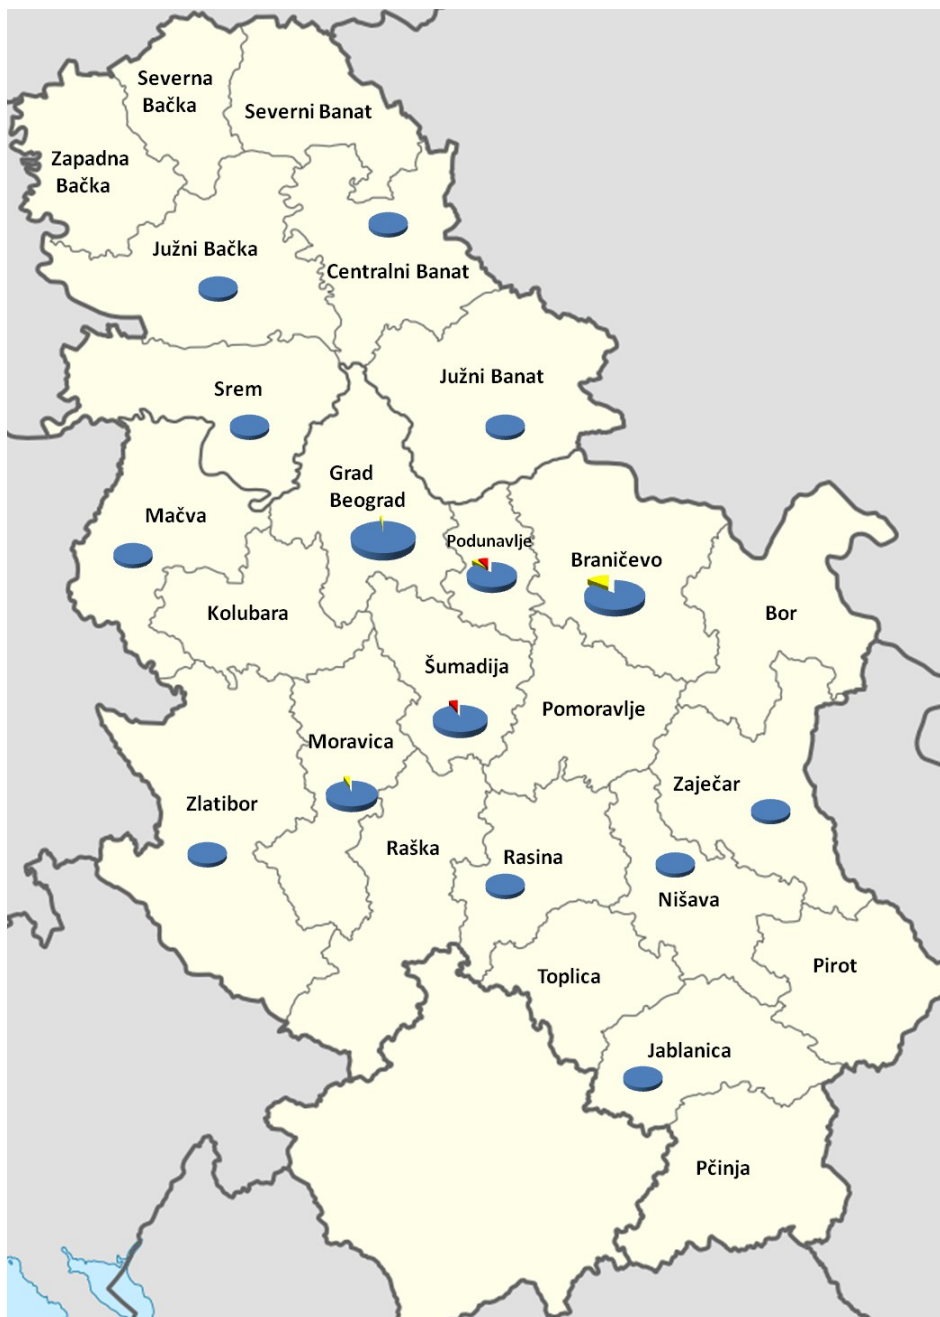 Severna
Bačka
Severni Banat
Zapadna
Bačka
Južni Bačka
Centralni Banat
Srem
Južni Banat
Grad
Beograd
Mačva
Podunavlje
Braničevo
Kolubara
Bor
Šumadija
Pomoravlje
Moravica
Zaječar
Zlatibor
Raška
Rasina
Nišava
Toplica
Pirot
Jablanica
Pčinja